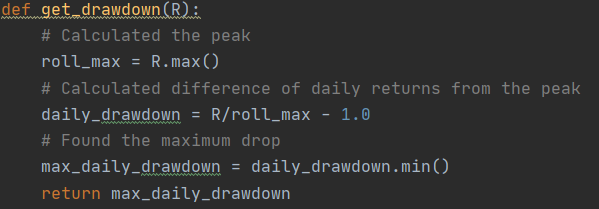 def get_drawdown(R):
    # Calculated the peak
    roll_max = R.max()
    # Calculated difference of daily returns from the peak
    daily_drawdown = R/roll_max - 1.0
    # Found the maximum drop
    max_daily_drawdown = daily_drawdown.min()
    return max_daily_drawdown